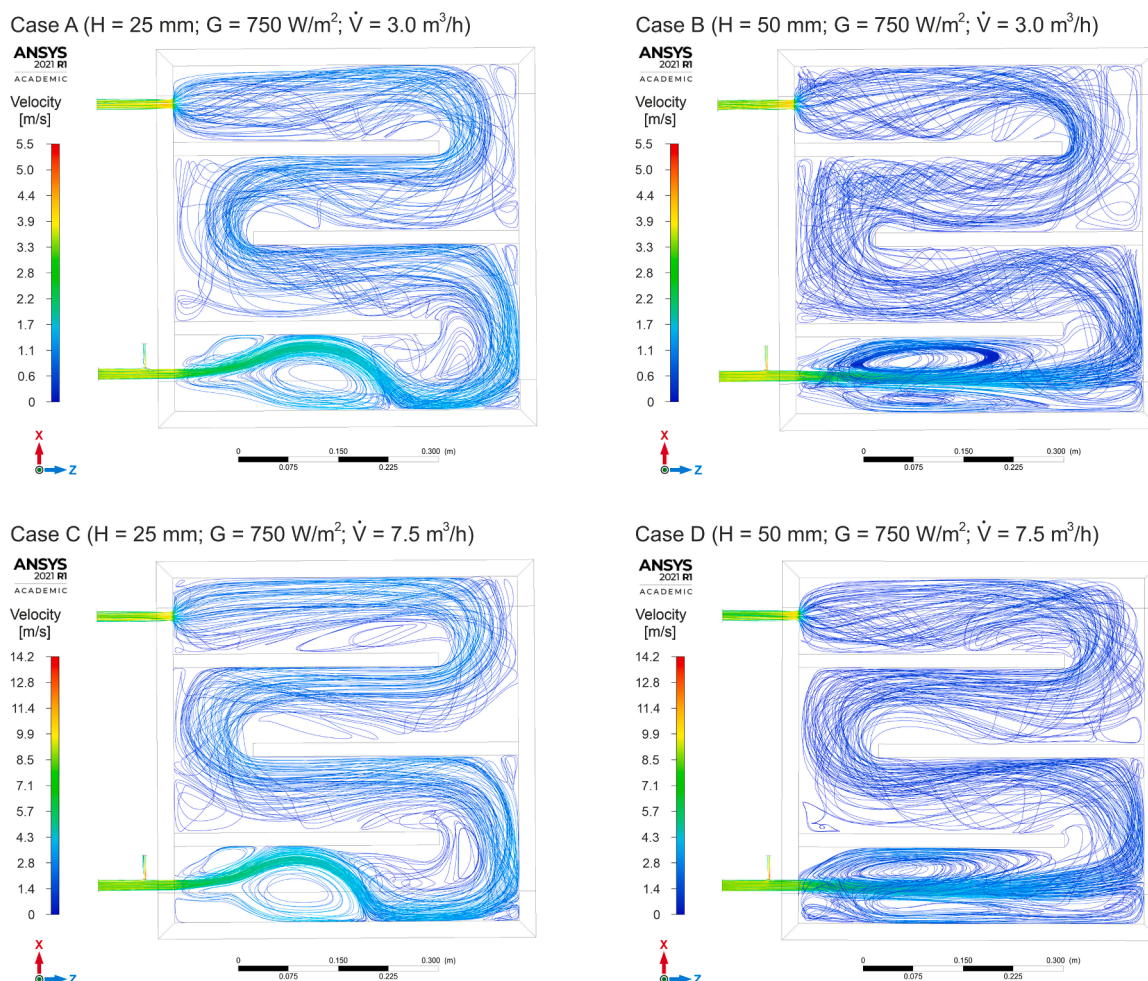 Case A (H = 25 mm; G = 750 W/m²; V̇ = 3.0 m³/h)
ANSYS
2021 R1
ACADEMIC
Velocity
[m/s]
5.5
5.0
4.4
3.9
3.3
2.8
2.2
1.7
1.1
0.6
0
X
Z
0 0.150 0.300 (m)
0.075 0.225
Case B (H = 50 mm; G = 750 W/m²; V̇ = 3.0 m³/h)
ANSYS
2021 R1
ACADEMIC
Velocity
[m/s]
5.5
5.0
4.4
3.9
3.3
2.8
2.2
1.7
1.1
0.6
0
X
Z
0 0.150 0.300 (m)
0.075 0.225
Case C (H = 25 mm; G = 750 W/m²; V̇ = 7.5 m³/h)
ANSYS
2021 R1
ACADEMIC
Velocity
[m/s]
14.2
12.8
11.4
9.9
8.5
7.1
5.7
4.3
2.8
1.4
0
X
Z
0 0.150 0.300 (m)
0.075 0.225
Case D (H = 50 mm; G = 750 W/m²; V̇ = 7.5 m³/h)
ANSYS
2021 R1
ACADEMIC
Velocity
[m/s]
14.2
12.8
11.4
9.9
8.5
7.1
5.7
4.3
2.8
1.4
0
X
Z
0 0.150 0.300 (m)
0.075 0.225